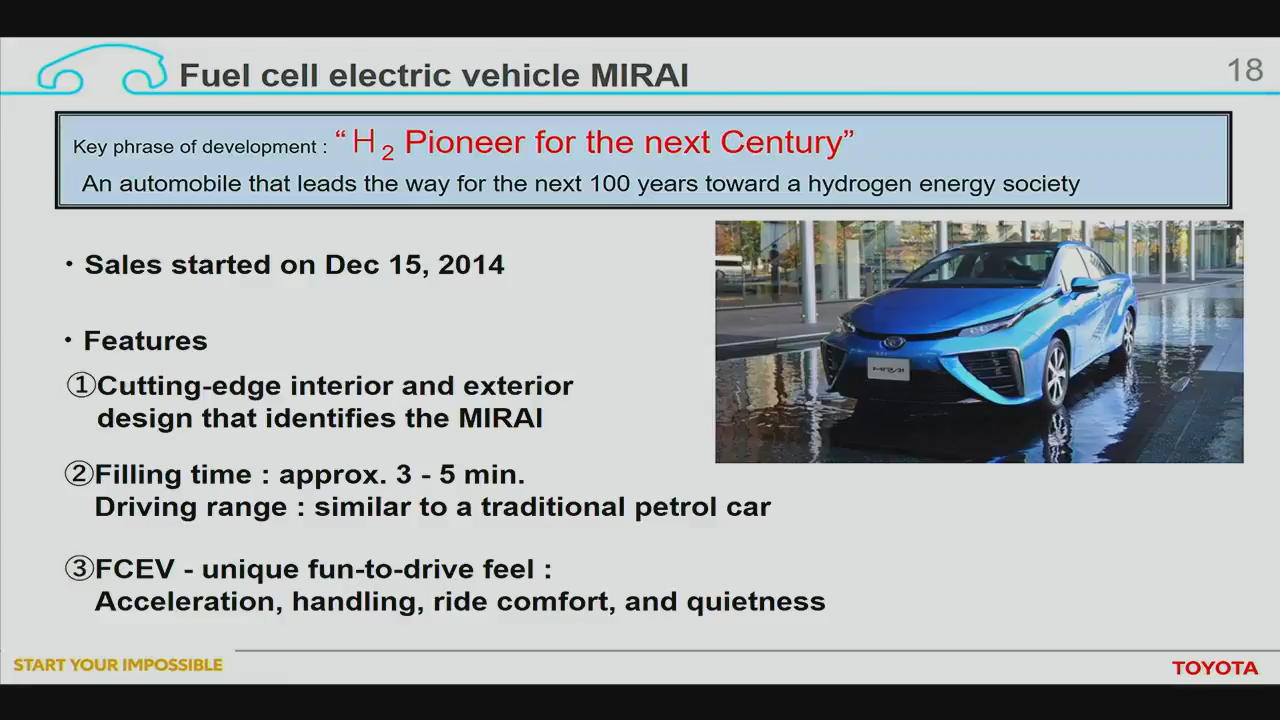 Fuel cell electric vehicle MIRAI
18
Key phrase of development : “H₂ Pioneer for the next Century”
An automobile that leads the way for the next 100 years toward a hydrogen energy society
・Sales started on Dec 15, 2014
・Features
①Cutting-edge interior and exterior
design that identifies the MIRAI
②Filling time : approx. 3 - 5 min.
Driving range : similar to a traditional petrol car
③FCEV - unique fun-to-drive feel :
Acceleration, handling, ride comfort, and quietness
MIRAI
START YOUR IMPOSSIBLE
TOYOTA